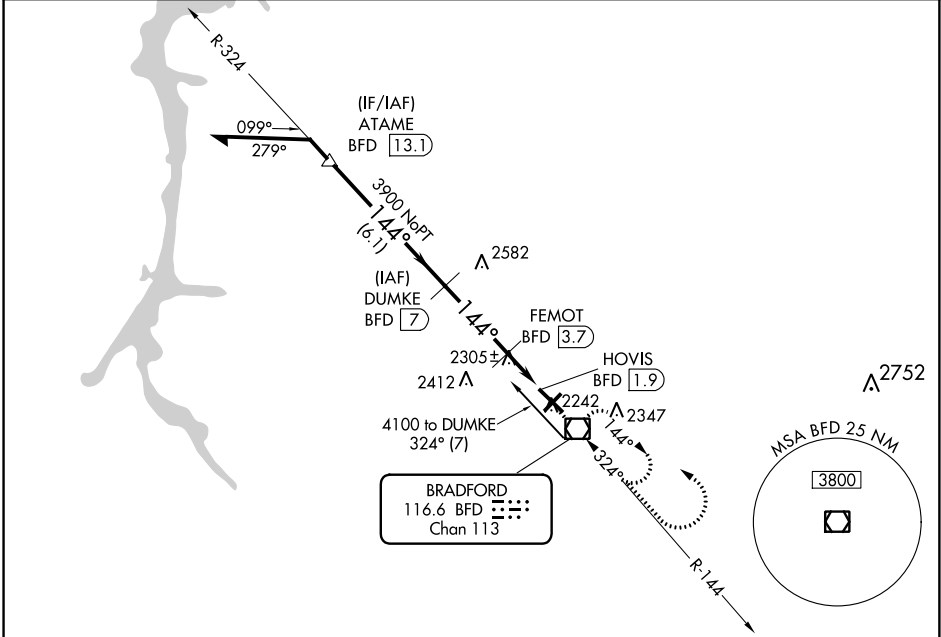 R-324
(IF/IAF)
ATAME
BFD 13.1
099°
279°
3900 NoPT
144°
(6.1)
2582
(IAF)
DUMKE
BFD 7
144°
FEMOT
BFD 3.7
2305±
HOVIS
BFD 1.9
2412
2752
2242
2347
4100 to DUMKE
324° (7)
144°
324°
MSA BFD 25 NM
3800
BRADFORD
116.6 BFD
Chan 113
R-144